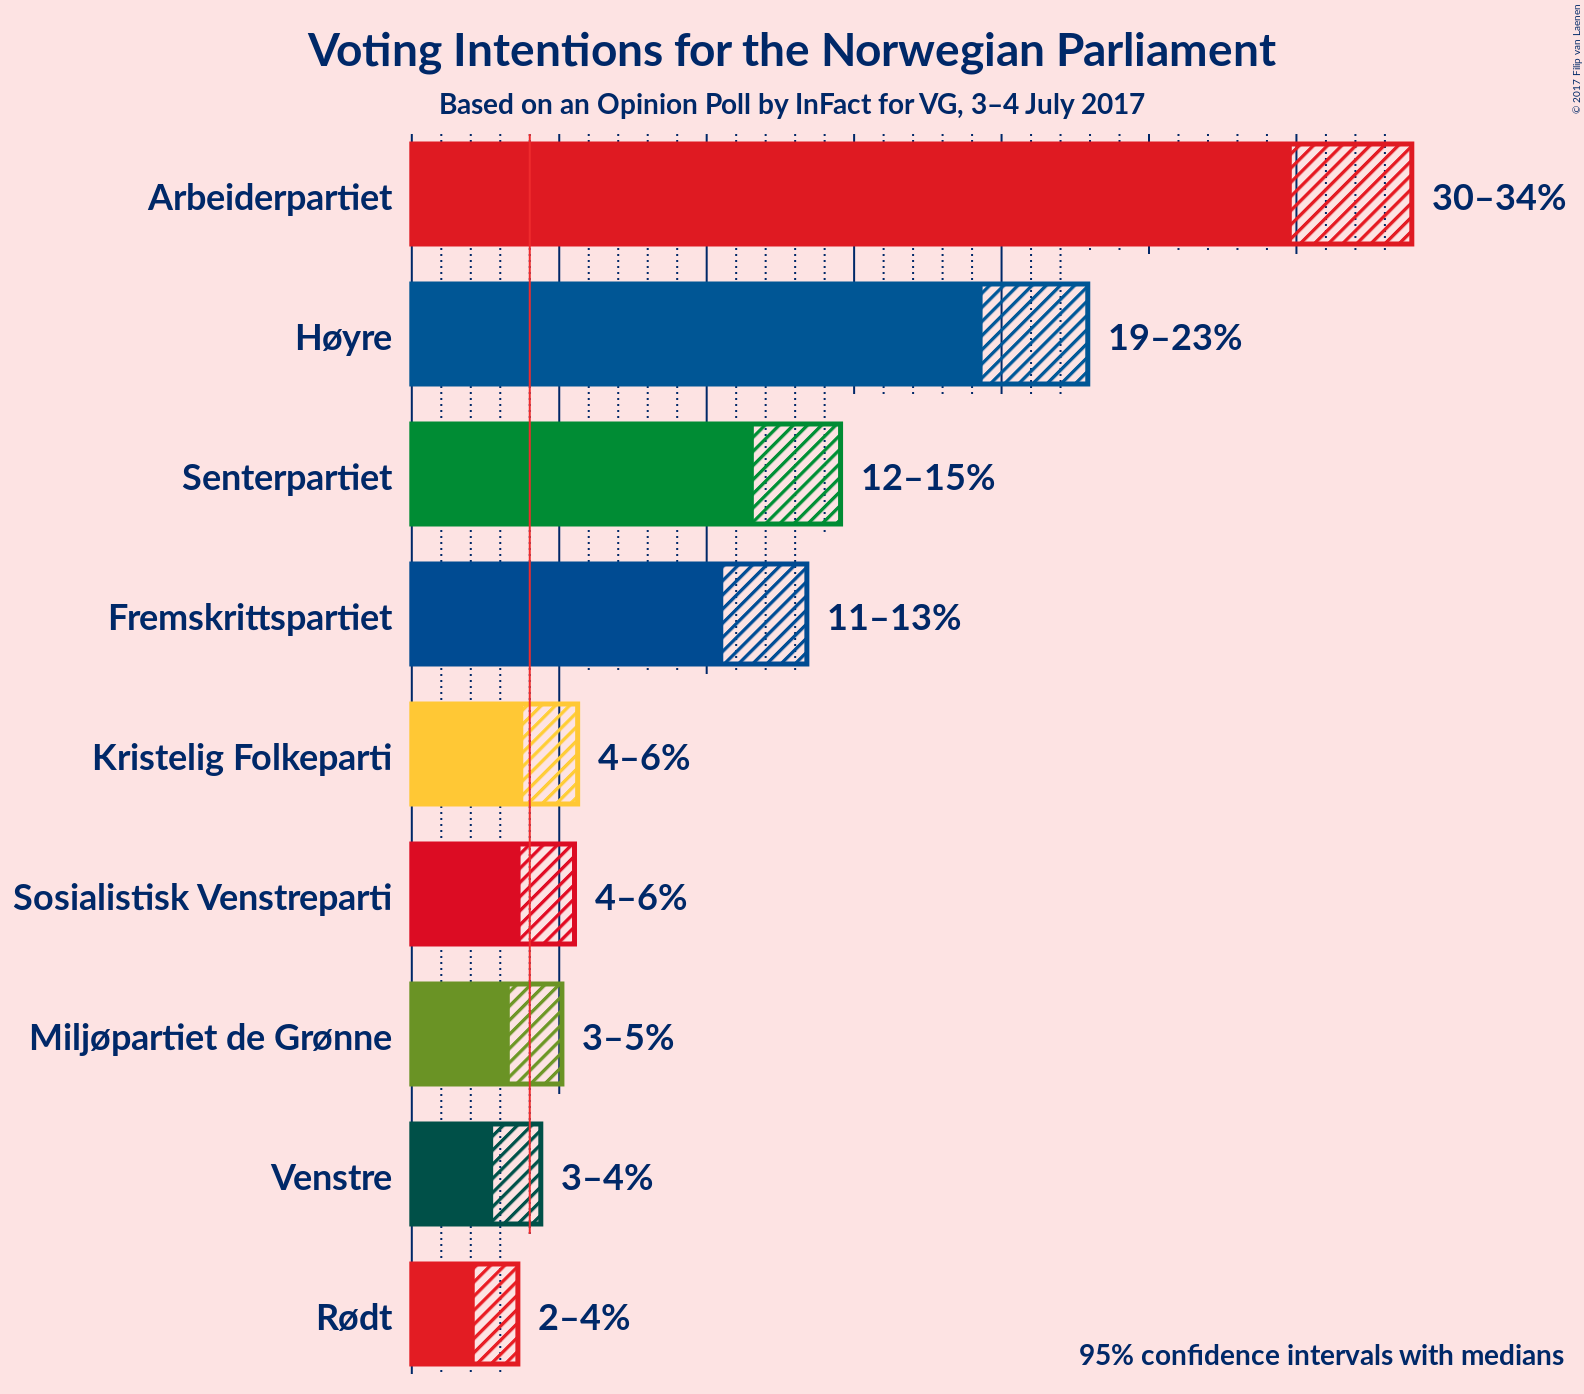 © 2017 Filip van Laenen
Voting Intentions for the Norwegian Parliament
Based on an Opinion Poll by InFact for VG, 3–4 July 2017
Arbeiderpartiet
30–34%
Høyre
19–23%
Senterpartiet
12–15%
Fremskrittspartiet
11–13%
Kristelig Folkeparti
4–6%
Sosialistisk Venstreparti
4–6%
Miljøpartiet de Grønne
3–5%
Venstre
3–4%
Rødt
2–4%
95% confidence intervals with medians